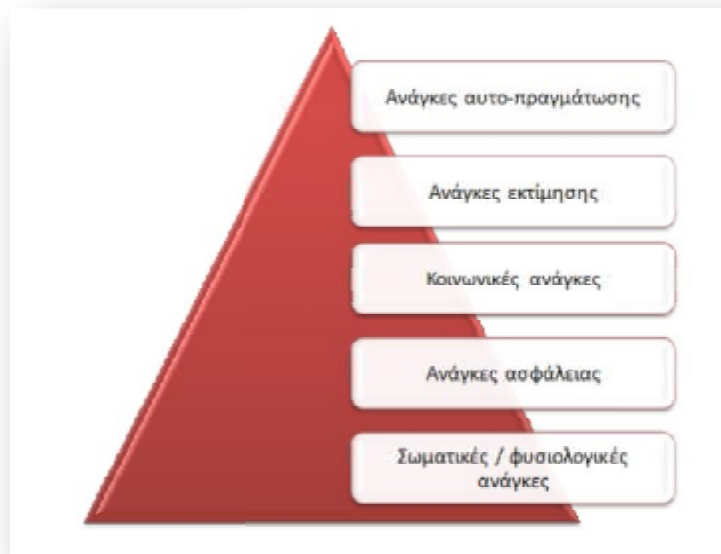 Ανάγκες αυτο-πραγμάτωσης
Ανάγκες εκτίμησης
Κοινωνικές ανάγκες
Ανάγκες ασφάλειας
Σωματικές / φυσιολογικές
ανάγκες